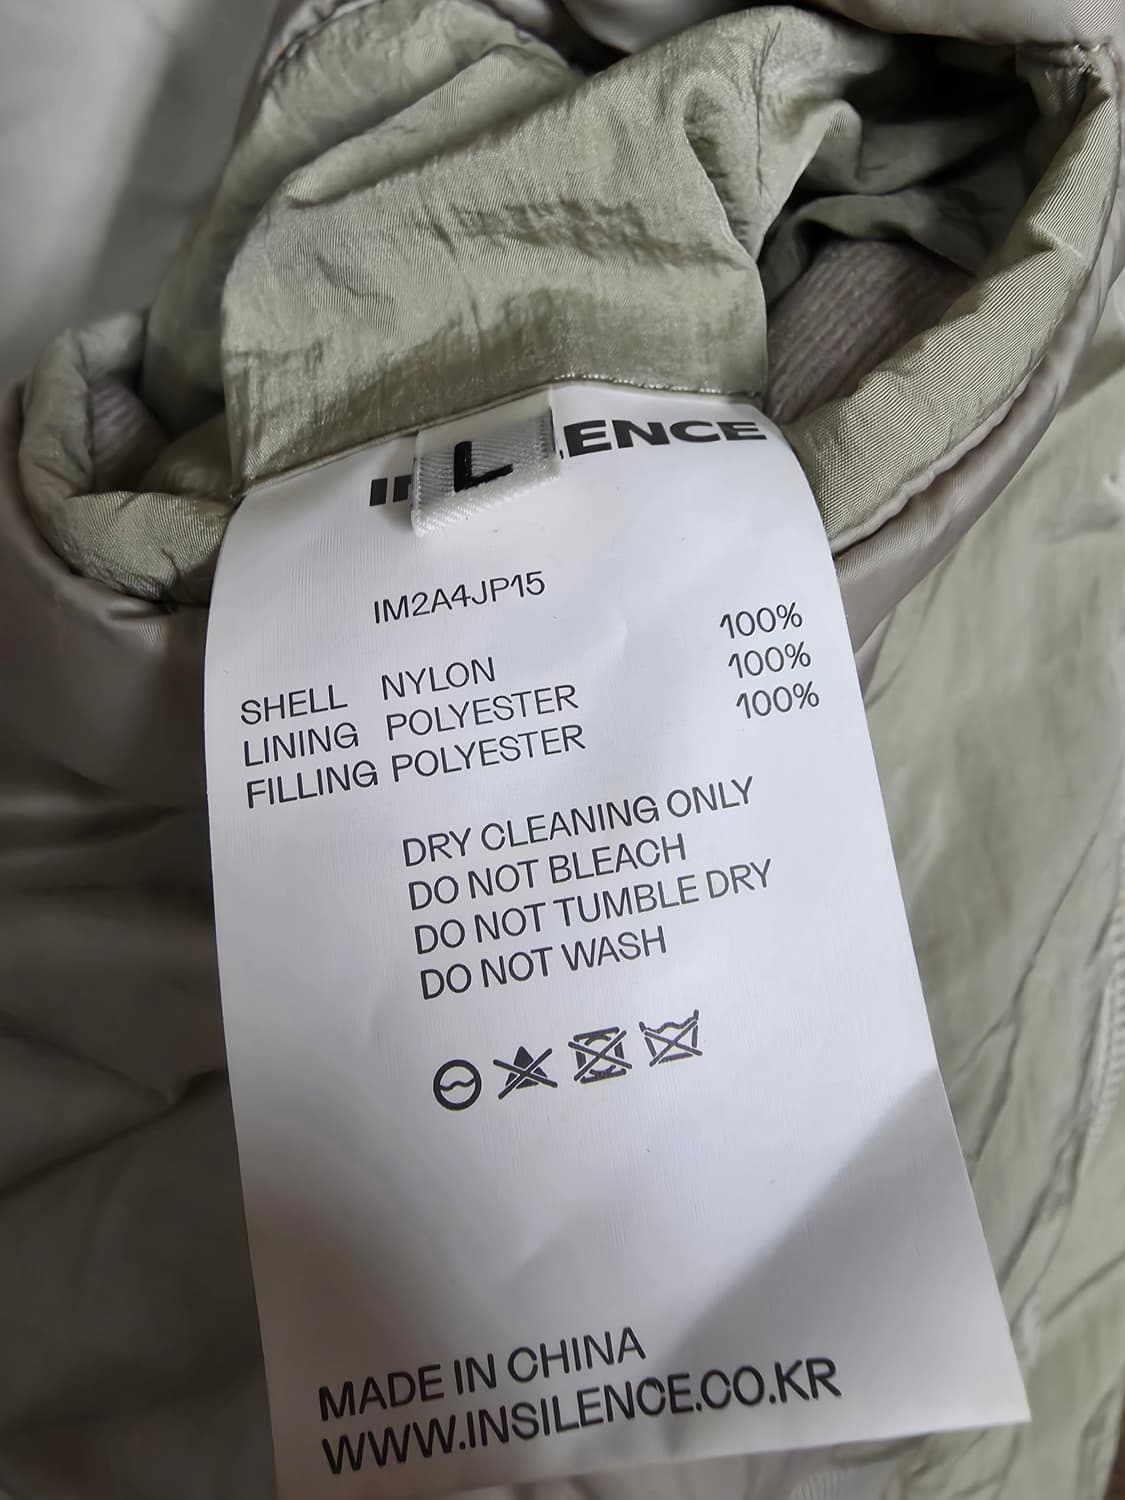 L
ENCE
IM2A4JP15
SHELL NYLON 100%
LINING POLYESTER 100%
FILLING POLYESTER 100%
DRY CLEANING ONLY
DO NOT BLEACH
DO NOT TUMBLE DRY
DO NOT WASH
MADE IN CHINA
WWW.INSILENCE.CO.KR